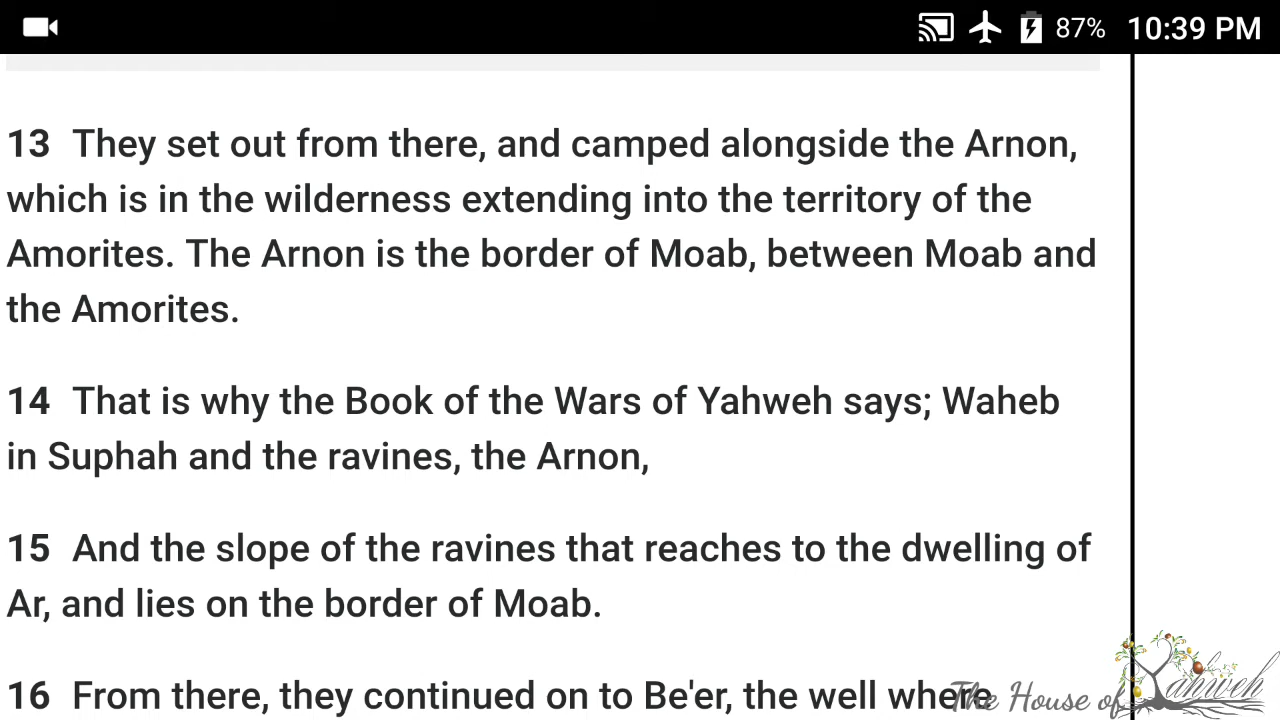 87% 10:39 PM
13 They set out from there, and camped alongside the Arnon,
which is in the wilderness extending into the territory of the
Amorites. The Arnon is the border of Moab, between Moab and
the Amorites.
14 That is why the Book of the Wars of Yahweh says; Waheb
in Suphah and the ravines, the Arnon,
15 And the slope of the ravines that reaches to the dwelling of
Ar, and lies on the border of Moab.
16 From there, they continued on to Be'er, the well where
The House of Yahweh